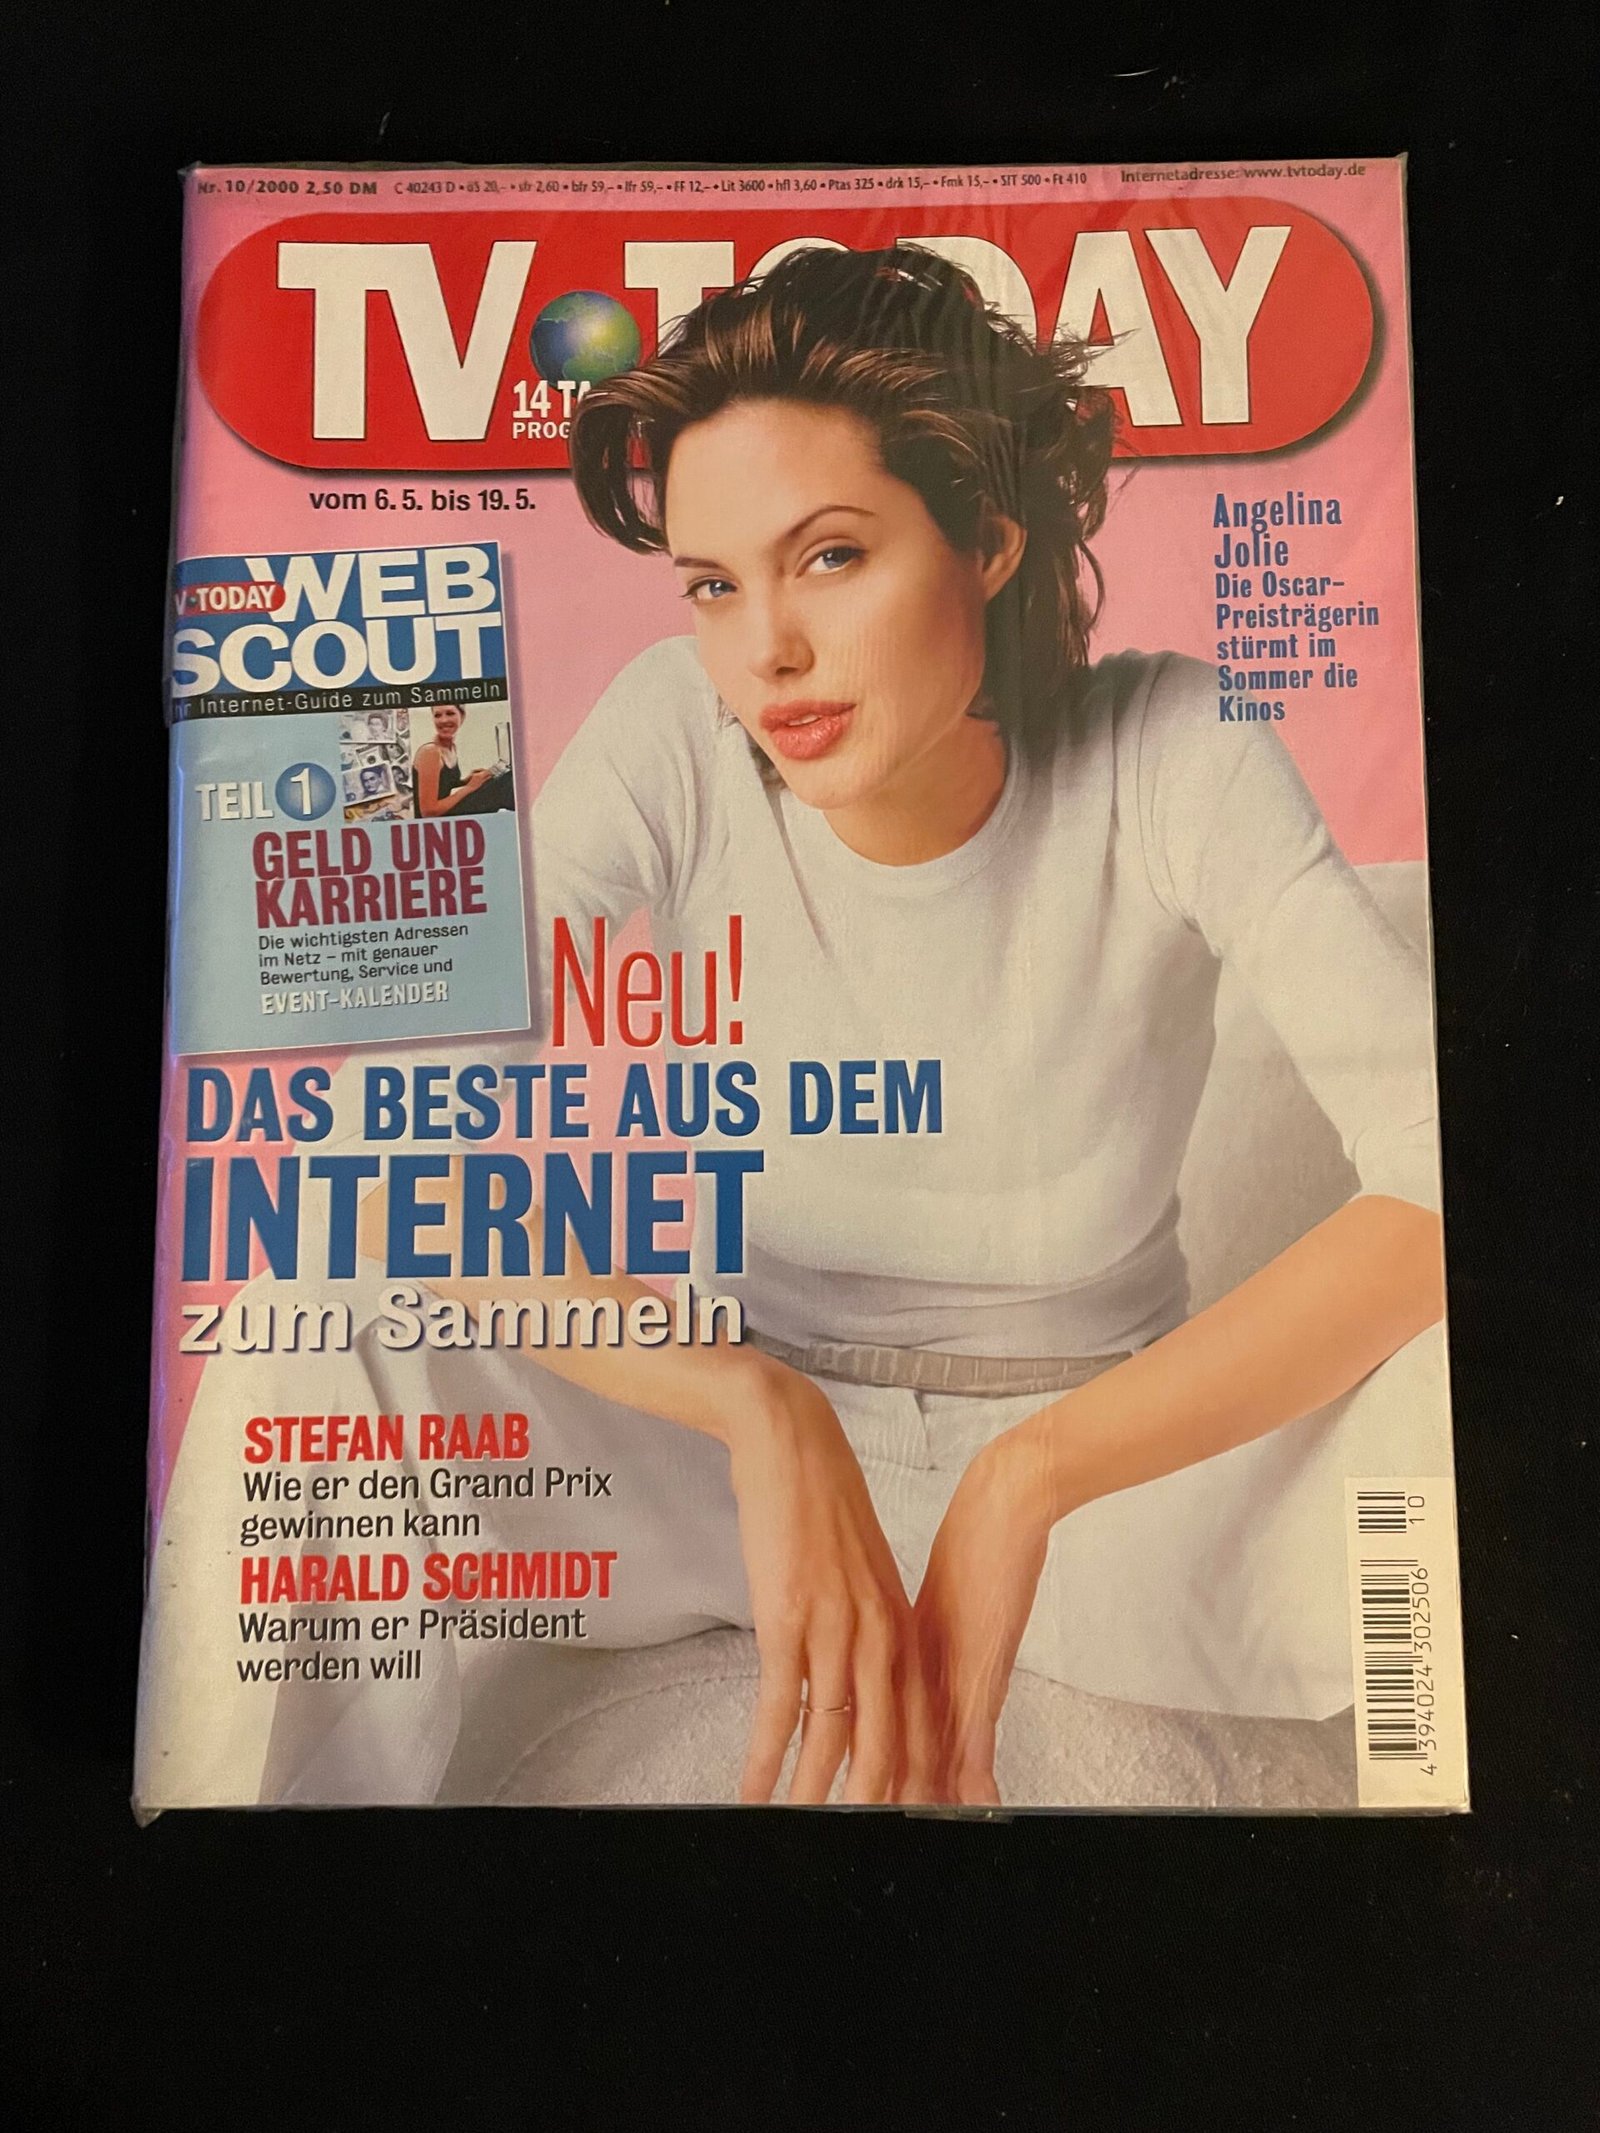 Nr. 10/2000 2,50 DM C 40243 D • öS 20,– • sfr 2,60 • bfr 59,– • lfr 59,– • FF 12,– • Lit 3600 • hfl 3,60 • Ptas 325 • drk 15,– • Fmk 15,– • SIT 500 • Ft 410 Internetadresse: www.tvtoday.de
TV TODAY
14 TA
PROG
vom 6. 5. bis 19. 5.
Angelina
Jolie
Die Oscar-
Preisträgerin
stürmt im
Sommer die
Kinos
WEB
V TODAY
SCOUT
Internet-Guide zum Sammeln
TEIL 1
GELD UND
KARRIERE
Die wichtigsten Adressen
im Netz – mit genauer
Bewertung, Service und
EVENT-KALENDER
Neu!
DAS BESTE AUS DEM
INTERNET
zum Sammeln
STEFAN RAAB
Wie er den Grand Prix
gewinnen kann
HARALD SCHMIDT
Warum er Präsident
werden will
4 394024 302506 10